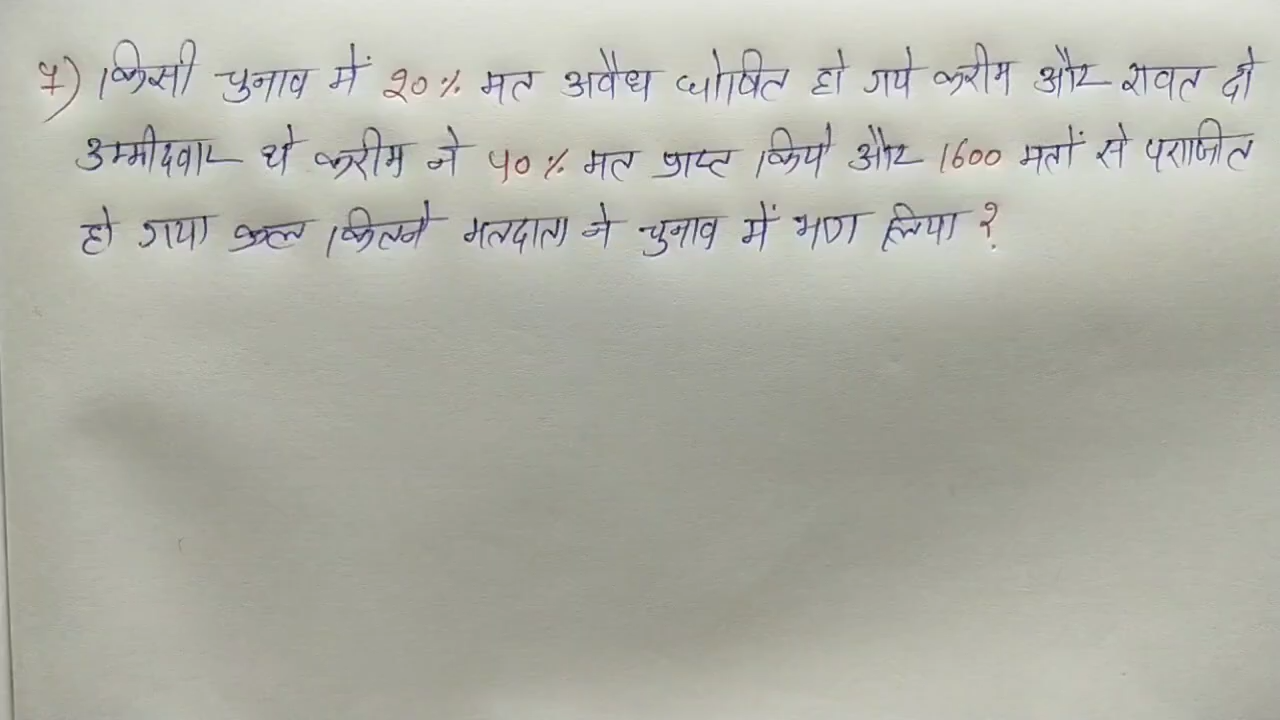 7) किसी चुनाव में 20% मत अवैध घोषित हो गये करीम और रावत दो
उम्मीदवार थे करीम ने 40% मत प्राप्त किये और 1600 मतों से पराजित
हो गया कुल कितने मतदाता ने चुनाव में भाग लिया ?